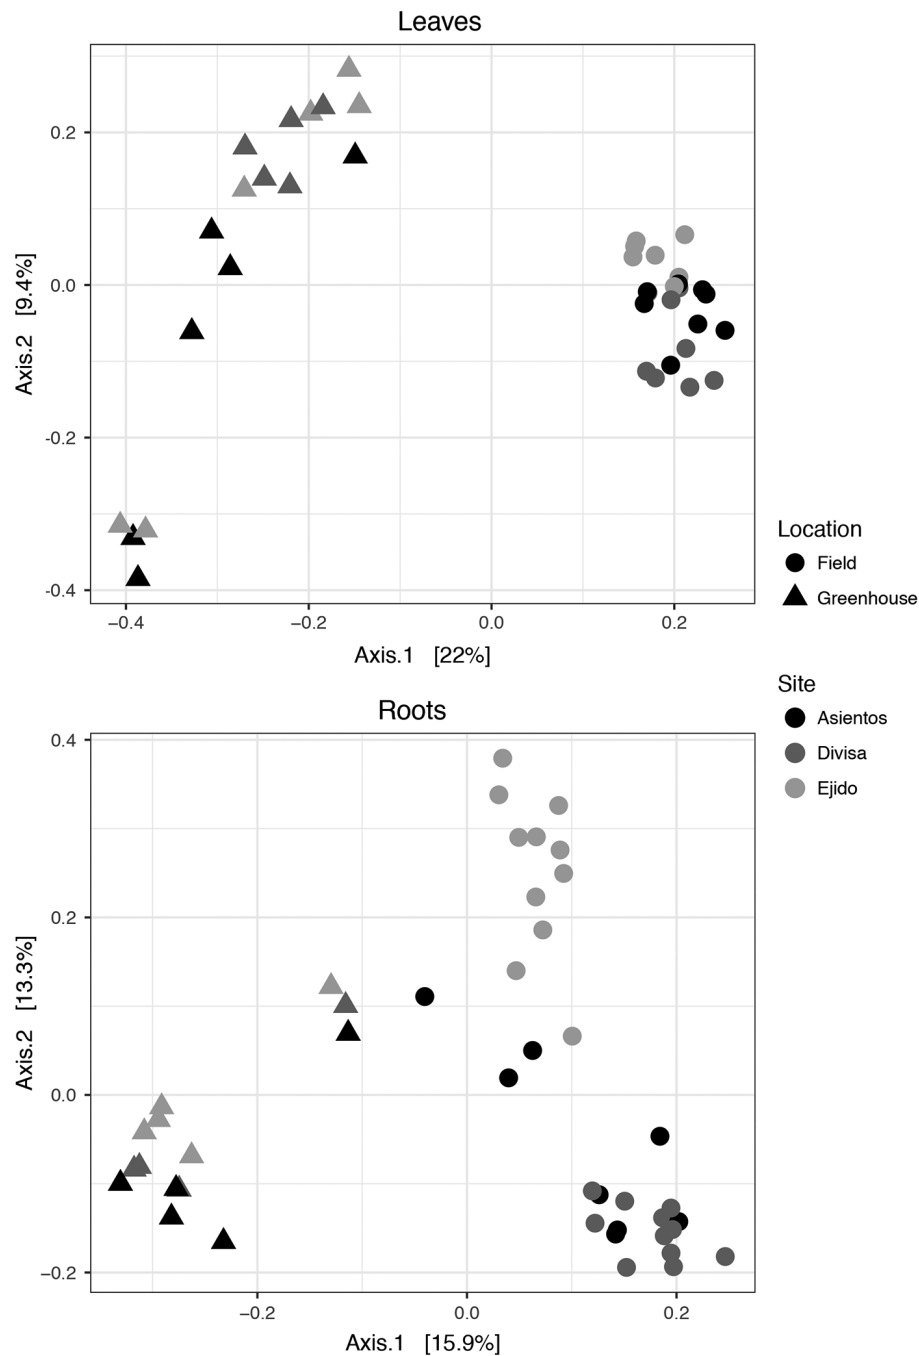 Leaves
0.2
0.0
-0.2
-0.4
Axis.2 [9.4%]
−0.4 −0.2 0.0 0.2
Axis.1 [22%]
Location
Field
Greenhouse
Site
Asientos
Divisa
Ejido
Roots
0.4
0.2
0.0
−0.2
Axis.2 [13.3%]
−0.2 0.0 0.2
Axis.1 [15.9%]